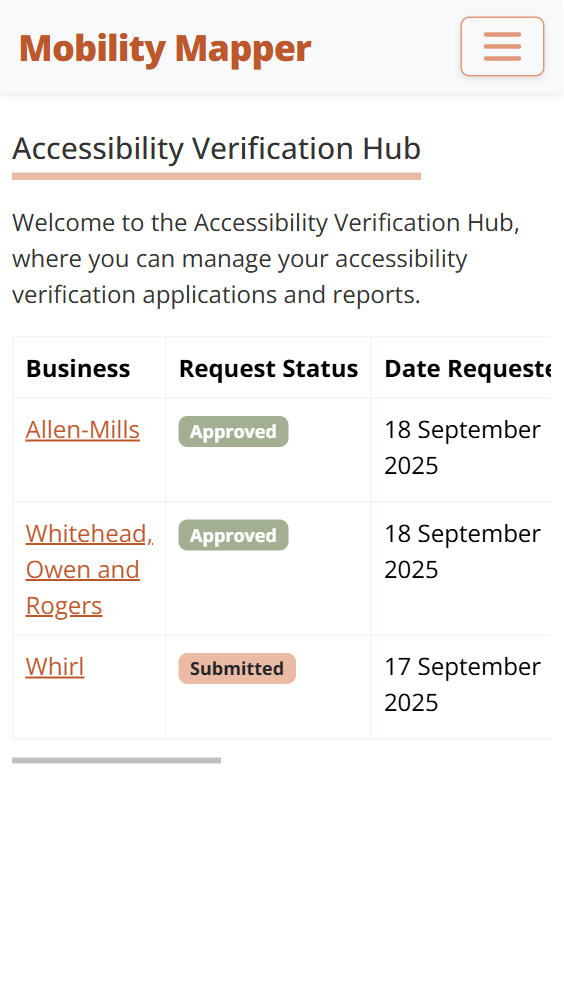 Mobility Mapper
Accessibility Verification Hub
Welcome to the Accessibility Verification Hub,
where you can manage your accessibility
verification applications and reports.
Business Request Status Date Requeste
Allen-Mills Approved 18 September
2025
Whitehead, Approved 18 September
Owen and 2025
Rogers
Whirl Submitted 17 September
2025